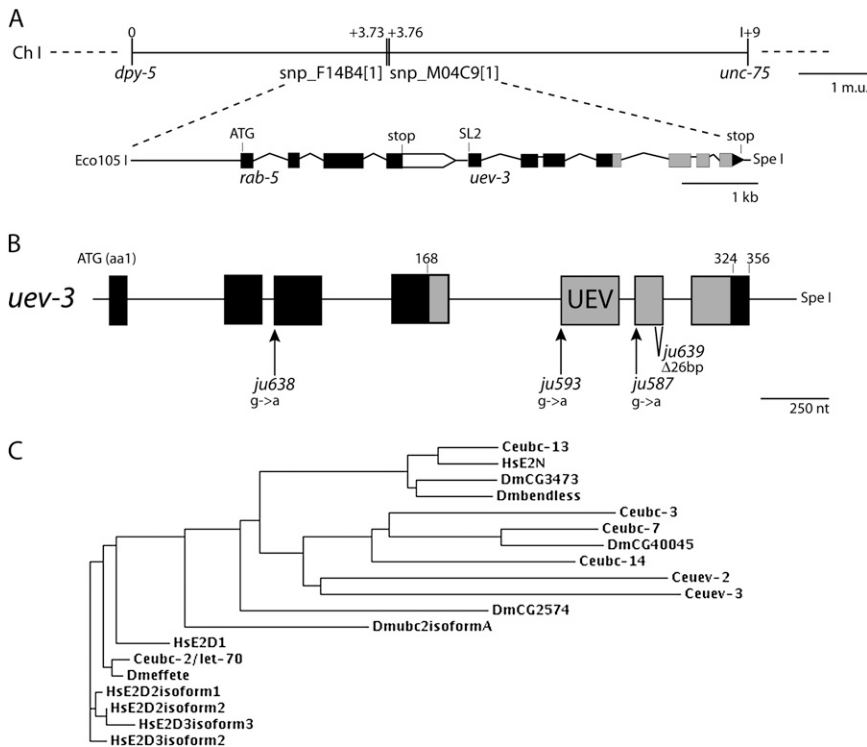 A
0
+3.73
+3.76
I+9
Ch I
dpy-5
snp_F14B4[1]
snp_M04C9[1]
unc-75
1 m.u.
ATG
stop
SL2
stop
Eco105 I
Spe I
rab-5
uev-3
1 kb
B
ATG (aa1)
168
324
356
uev-3
UEV
Spe I
ju638
g->a
ju593
g->a
ju587
g->a
ju639
Δ26bp
250 nt
C
Ceubc-13
HsE2N
DmCG3473
Dmbendless
Ceubc-3
Ceubc-7
DmCG40045
Ceubc-14
Ceuev-2
Ceuev-3
DmCG2574
Dmubc2isoformA
HsE2D1
Ceubc-2/let-70
Dmeffete
HsE2D2isoform1
HsE2D2isoform2
HsE2D3isoform3
HsE2D3isoform2